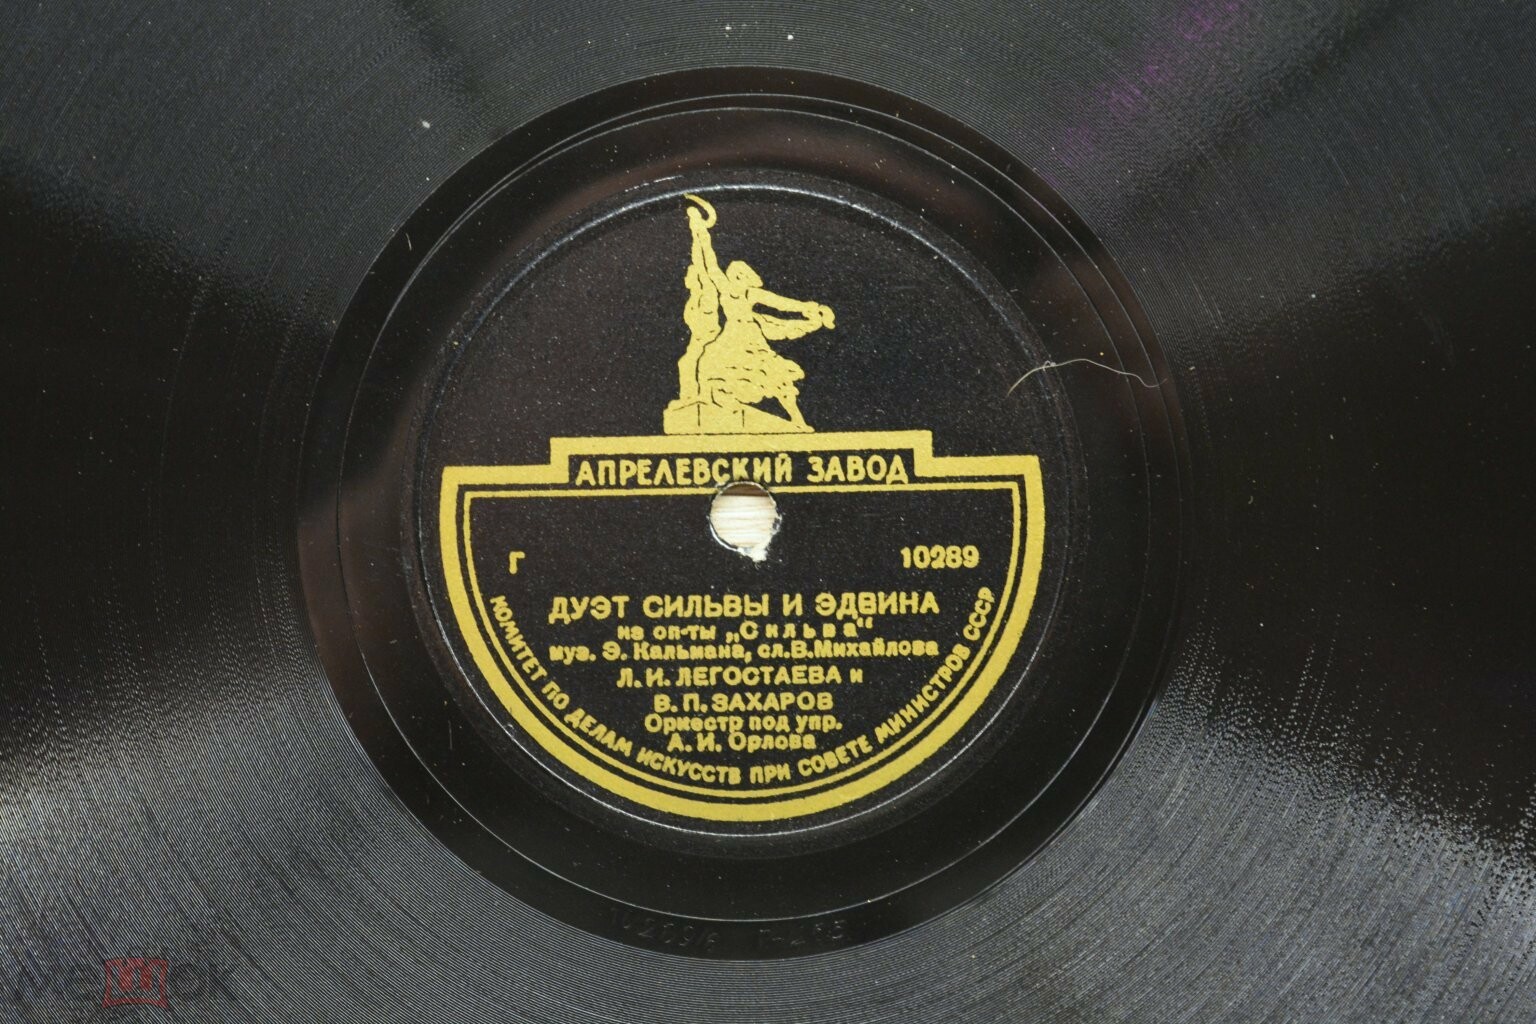 АПРЕЛЕВСКИЙ ЗАВОД
Г 10289
ДУЭТ СИЛЬВЫ И ЭДВИНА
из оп-ты „Сильва“
муз. Э. Кальмана, сл. В. Михайлова
Л. И. ЛЕГОСТАЕВА и
В. П. ЗАХАРОВ
Оркестр под упр.
А. И. Орлова
КОМИТЕТ ПО ДЕЛАМ ИСКУССТВ ПРИ СОВЕТЕ МИНИСТРОВ СССР
мешок